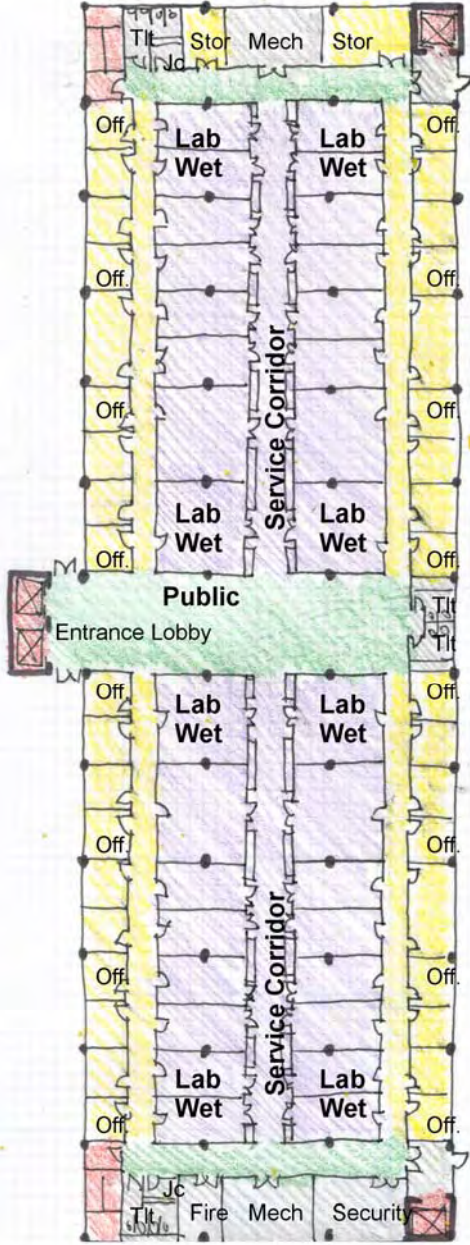 Tlt
Stor
Mech
Stor
Jc
Off.
Lab
Wet
Lab
Wet
Off.
Off.
Off.
Service Corridor
Off.
Off.
Lab
Wet
Lab
Wet
Off.
Off.
Public
Entrance Lobby
Tlt
Tlt
Off.
Lab
Wet
Lab
Wet
Off.
Off.
Off.
Service Corridor
Off.
Off.
Lab
Wet
Lab
Wet
Off.
Off.
Jc
Tlt
Fire
Mech
Security